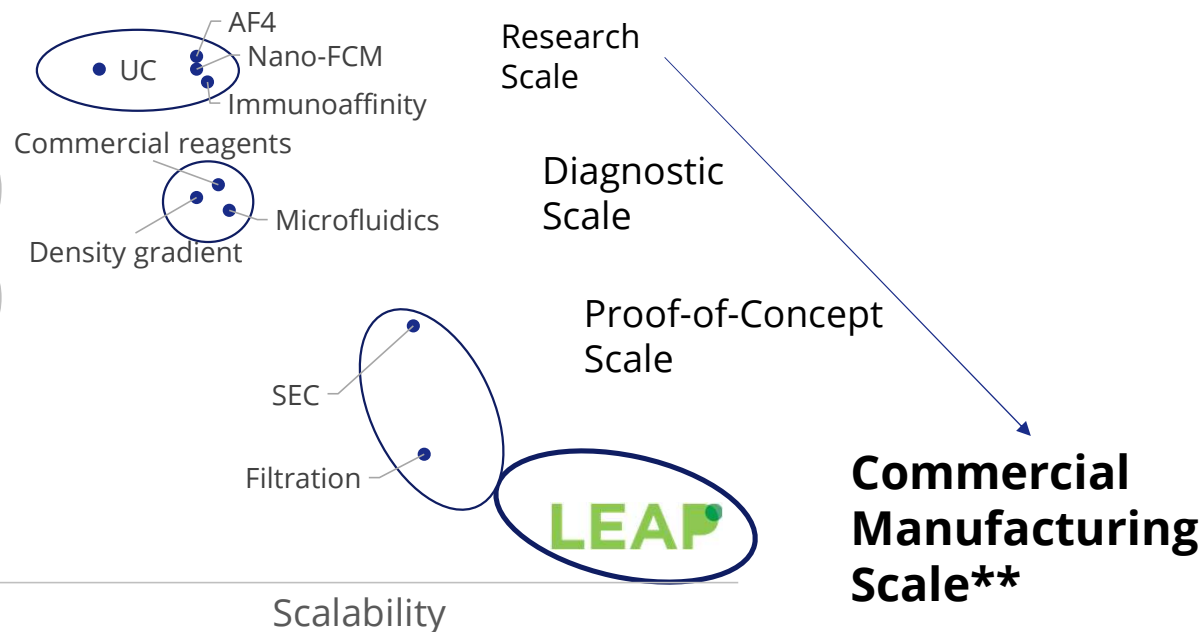 AF4
UC
Nano-FCM
Immunoaffinity
Commercial reagents
Microfluidics
Density gradient
SEC
Filtration
LEAP
Scalability
Research
Scale
Diagnostic
Scale
Proof-of-Concept
Scale
Commercial
Manufacturing
Scale**